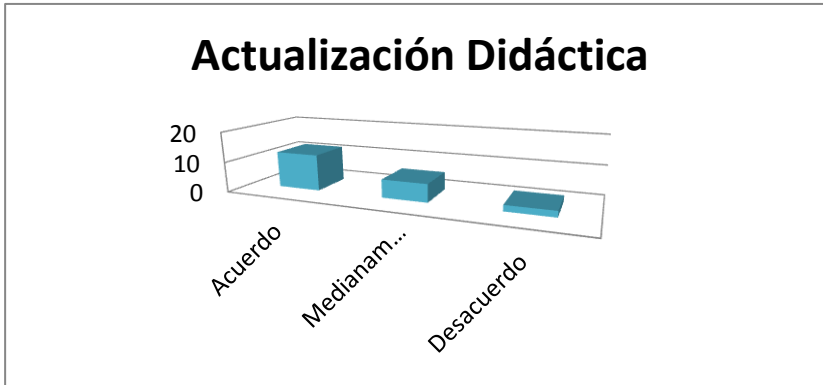 Actualización Didáctica
20
10
0
Acuerdo
Medianam...
Desacuerdo